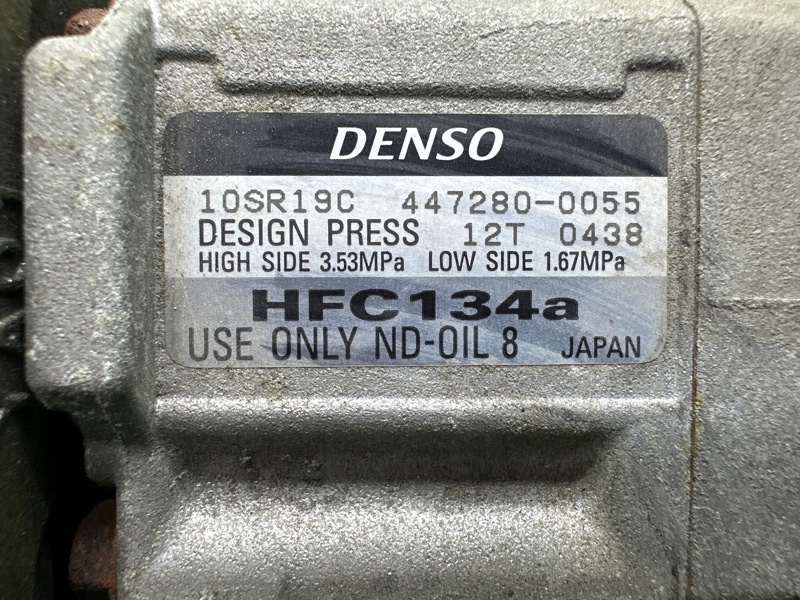 DENSO
10SR19C 447280-0055
DESIGN PRESS 12T 0438
HIGH SIDE 3.53MPa LOW SIDE 1.67MPa
HFC134a
USE ONLY ND-OIL 8 JAPAN